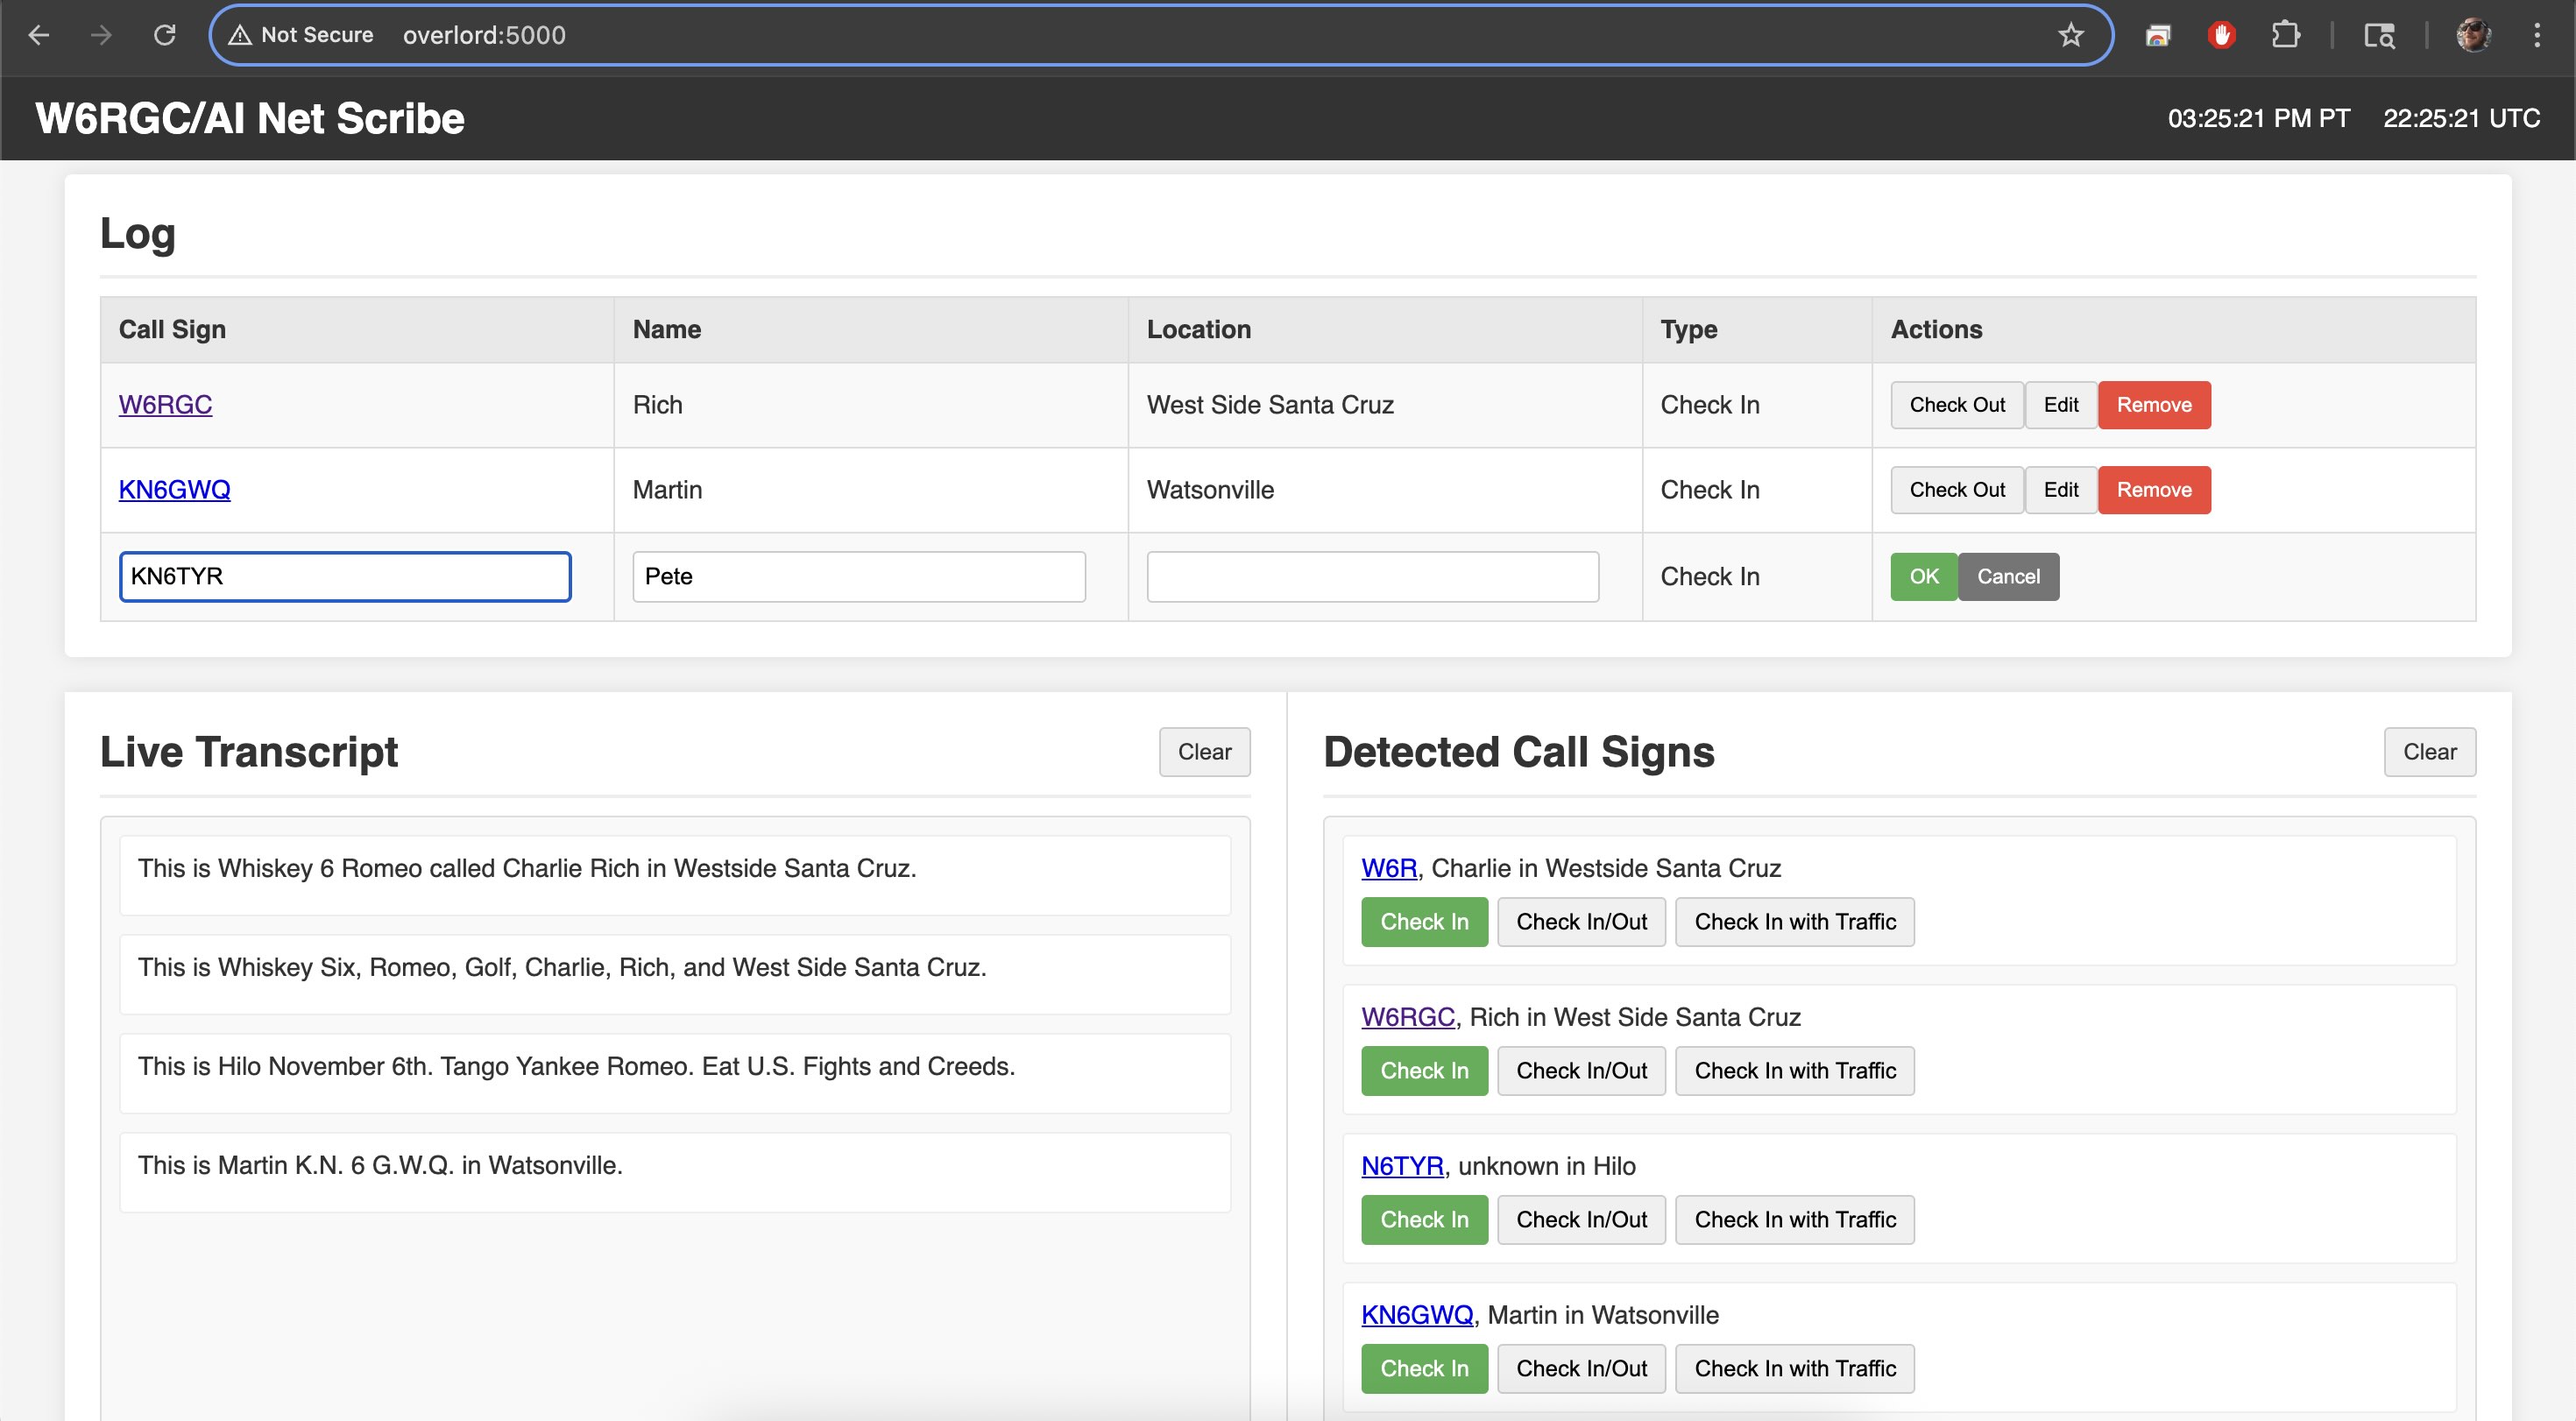 Not Secure overlord:5000
W6RGC/AI Net Scribe 03:25:21 PM PT 22:25:21 UTC
Log
Call Sign Name Location Type Actions
W6RGC Rich West Side Santa Cruz Check In Check Out Edit Remove
KN6GWQ Martin Watsonville Check In Check Out Edit Remove
KN6TYR Pete Check In OK Cancel
Live Transcript Clear
This is Whiskey 6 Romeo called Charlie Rich in Westside Santa Cruz.
This is Whiskey Six, Romeo, Golf, Charlie, Rich, and West Side Santa Cruz.
This is Hilo November 6th. Tango Yankee Romeo. Eat U.S. Fights and Creeds.
This is Martin K.N. 6 G.W.Q. in Watsonville.
Detected Call Signs Clear
W6R, Charlie in Westside Santa Cruz
Check In Check In/Out Check In with Traffic
W6RGC, Rich in West Side Santa Cruz
Check In Check In/Out Check In with Traffic
N6TYR, unknown in Hilo
Check In Check In/Out Check In with Traffic
KN6GWQ, Martin in Watsonville
Check In Check In/Out Check In with Traffic